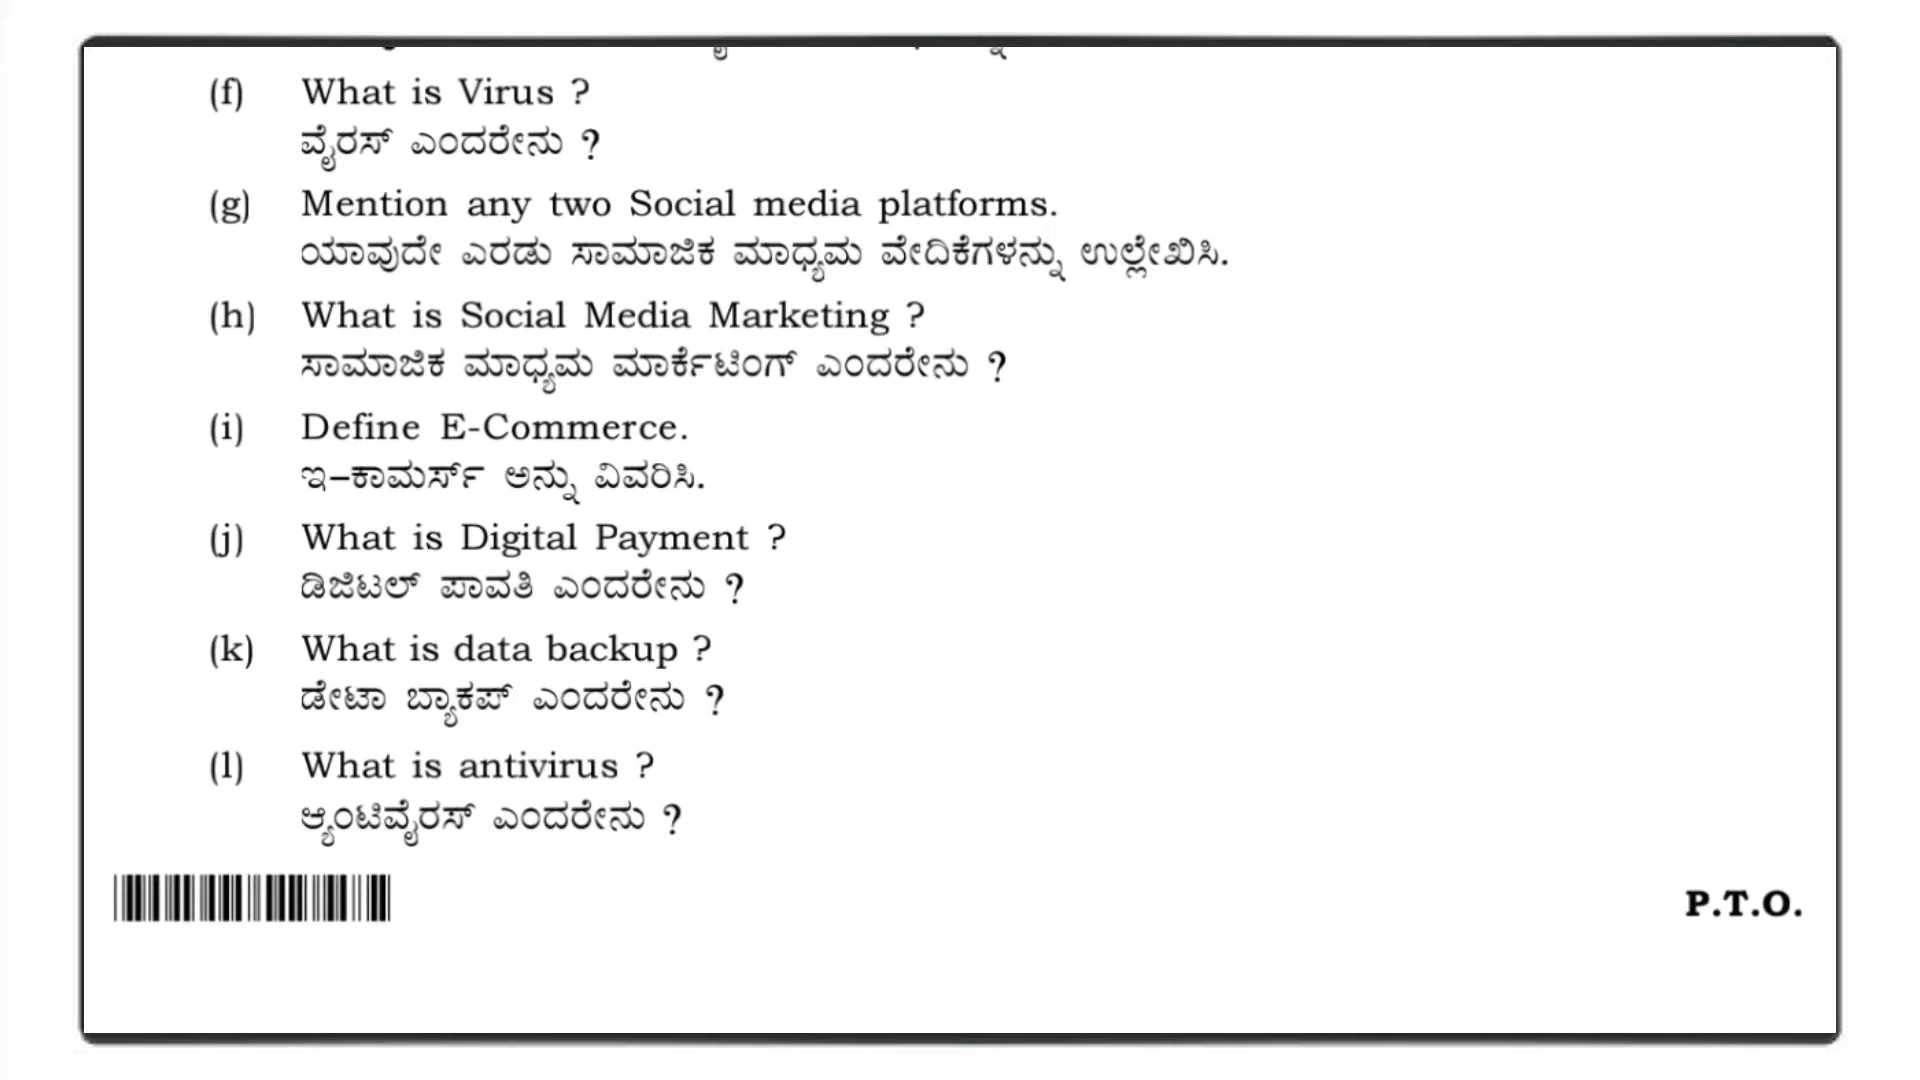 (f) What is Virus ?
ವೈರಸ್ ಎಂದರೇನು ?
(g) Mention any two Social media platforms.
ಯಾವುದೇ ಎರಡು ಸಾಮಾಜಿಕ ಮಾಧ್ಯಮ ವೇದಿಕೆಗಳನ್ನು ಉಲ್ಲೇಖಿಸಿ.
(h) What is Social Media Marketing ?
ಸಾಮಾಜಿಕ ಮಾಧ್ಯಮ ಮಾರ್ಕೆಟಿಂಗ್ ಎಂದರೇನು ?
(i) Define E-Commerce.
ಇ–ಕಾಮರ್ಸ್ ಅನ್ನು ವಿವರಿಸಿ.
(j) What is Digital Payment ?
ಡಿಜಿಟಲ್ ಪಾವತಿ ಎಂದರೇನು ?
(k) What is data backup ?
ಡೇಟಾ ಬ್ಯಾಕಪ್ ಎಂದರೇನು ?
(l) What is antivirus ?
ಆ್ಯಂಟಿವೈರಸ್ ಎಂದರೇನು ?
P.T.O.